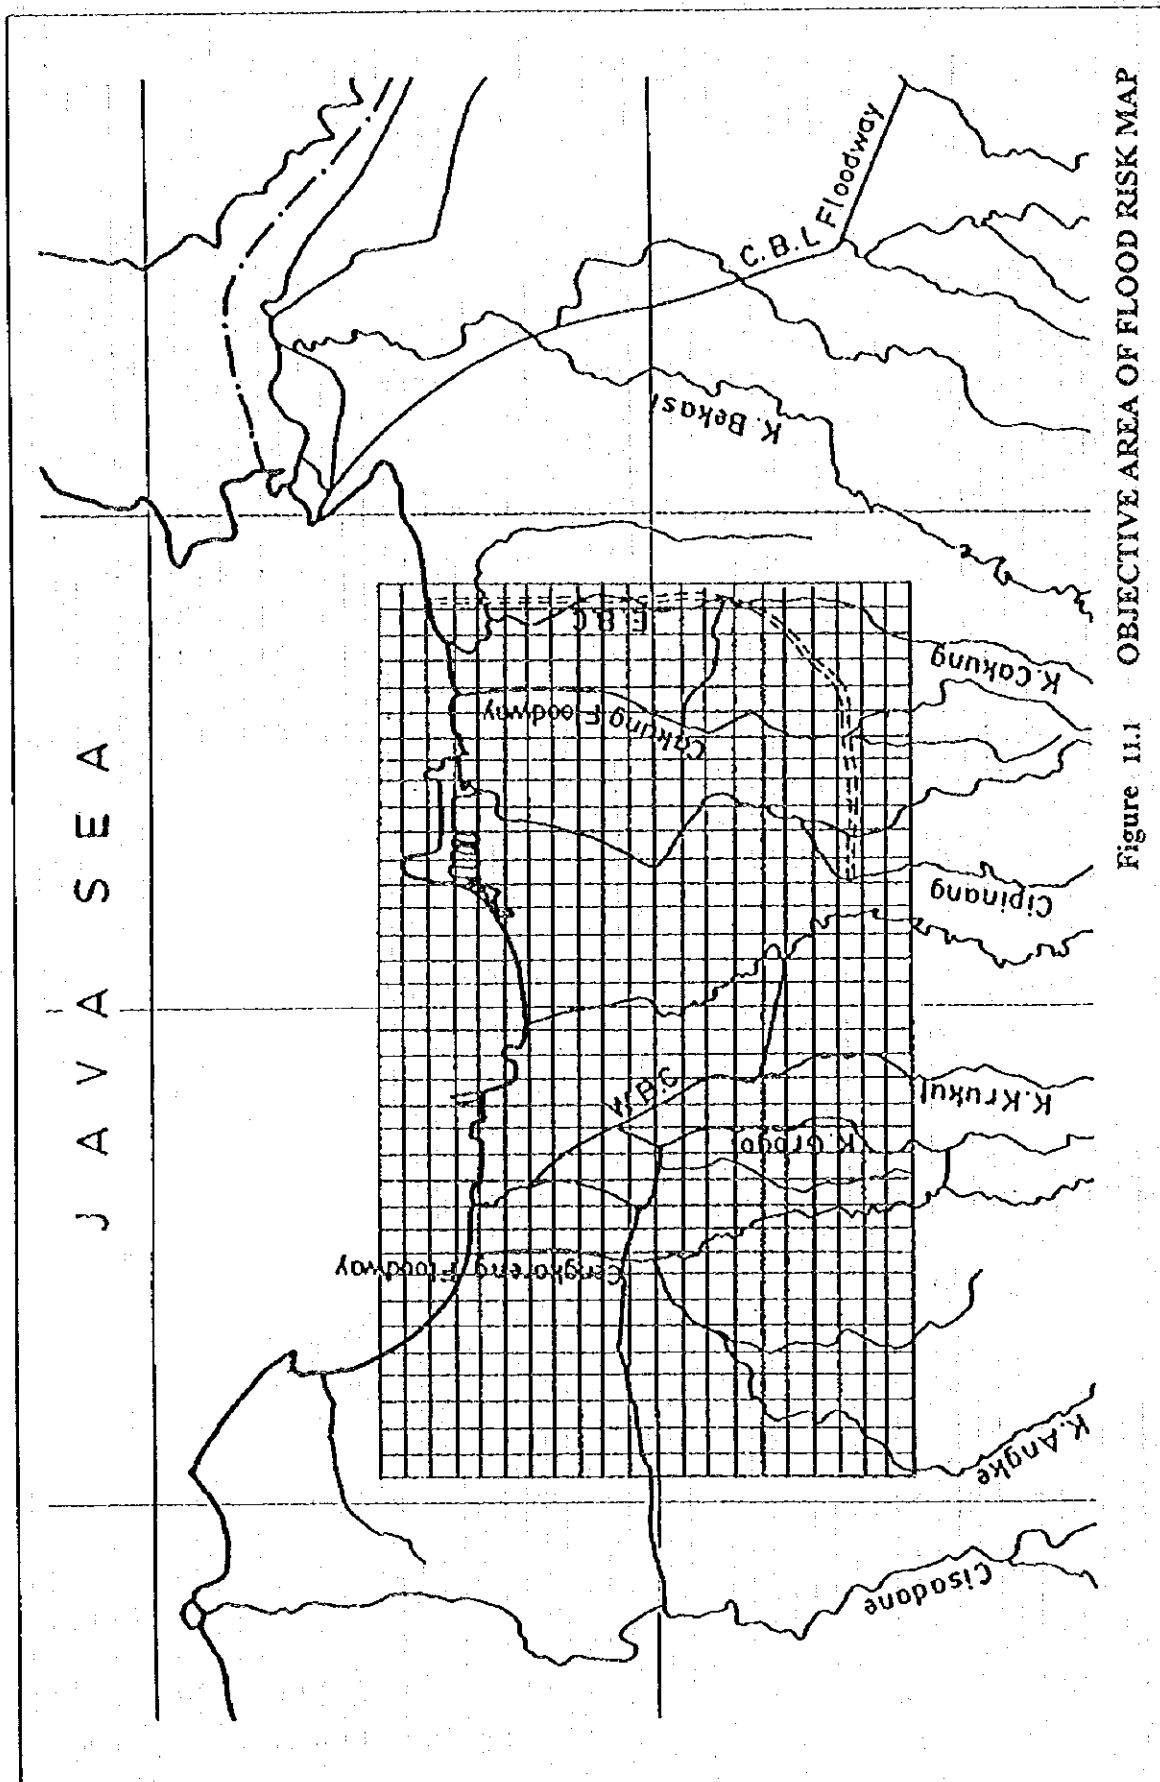 JAVA SEA
C.B.L Floodway
K. Bekasi
E.B.C
K.Cakung
Cakung Floodway
Cipinang
W.B.C
K.Krukut
K.Grogol
Cengkareng Floodway
K.Angke
Cisadane
Figure 11.1 OBJECTIVE AREA OF FLOOD RISK MAP